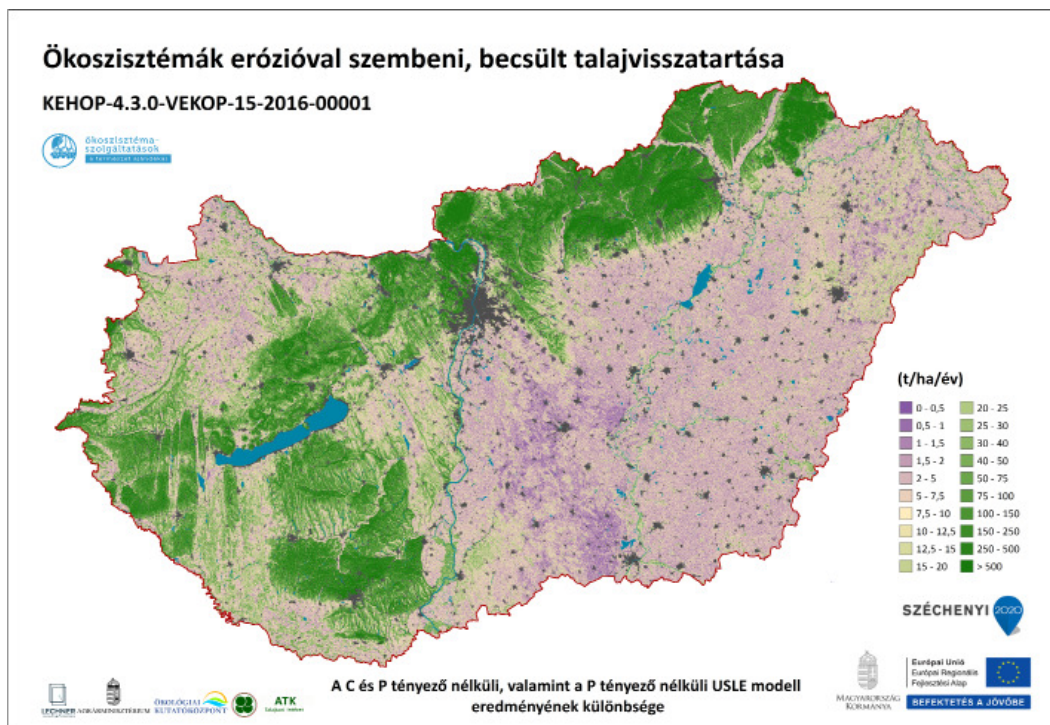 Ökoszisztémák erózióval szembeni, becsült talajvisszatartása
KEHOP-4.3.0-VEKOP-15-2016-00001
ökoszisztéma-
szolgáltatások
a természet ajándékai
(t/ha/év)
0 - 0,5
0,5 - 1
1 - 1,5
1,5 - 2
2 - 5
5 - 7,5
7,5 - 10
10 - 12,5
12,5 - 15
15 - 20
20 - 25
25 - 30
30 - 40
40 - 50
50 - 75
75 - 100
100 - 150
150 - 250
250 - 500
> 500
SZÉCHENYI 2020
LECHNER
AGRÁRMINISZTÉRIUM
ÖKOLÓGIAI
KUTATÓKÖZPONT
ATK
A C és P tényező nélküli, valamint a P tényező nélküli USLE modell
eredményének különbsége
MAGYARORSZÁG
KORMÁNYA
Európai Unió
Európai Regionális
Fejlesztési Alap
BEFEKTETÉS A JÖVŐBE